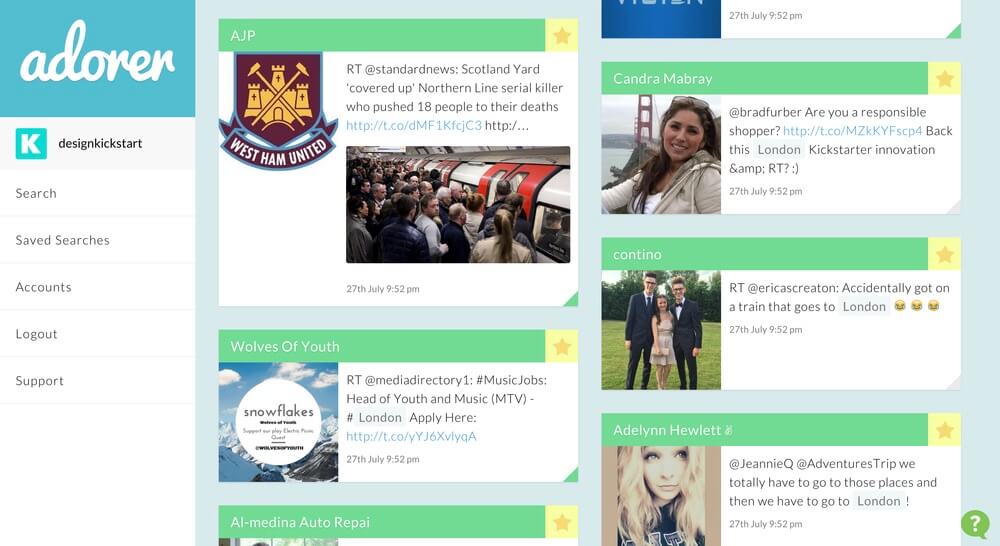 adorer
K
designkickstart
Search
Saved Searches
Accounts
Logout
Support
AJP
WEST HAM UNITED
RT @standardnews: Scotland Yard
'covered up' Northern Line serial killer
who pushed 18 people to their deaths
http://t.co/dMF1KfcjC3 http:/…
27th July 9:52 pm
Wolves Of Youth
snowflakes
Wolves of Youth
Support our play Electric Picnic
Quest
@WOLVESOFYOUTH
RT @mediadirectory1: #MusicJobs:
Head of Youth and Music (MTV) -
# London Apply Here:
http://t.co/yYJ6XvlyqA
27th July 9:52 pm
Al-medina Auto Repai
27th July 9:52 pm
Candra Mabray
@bradfurber Are you a responsible
shopper? http://t.co/MZkKYFscp4 Back
this London Kickstarter innovation
&amp; RT? :)
27th July 9:52 pm
contino
RT @ericascreaton: Accidentally got on
a train that goes to London 😂 😂 😂
27th July 9:52 pm
Adelynn Hewlett ✌
@JeannieQ @AdventuresTrip we
totally have to go to those places and
then we have to go to London !
27th July 9:52 pm
?